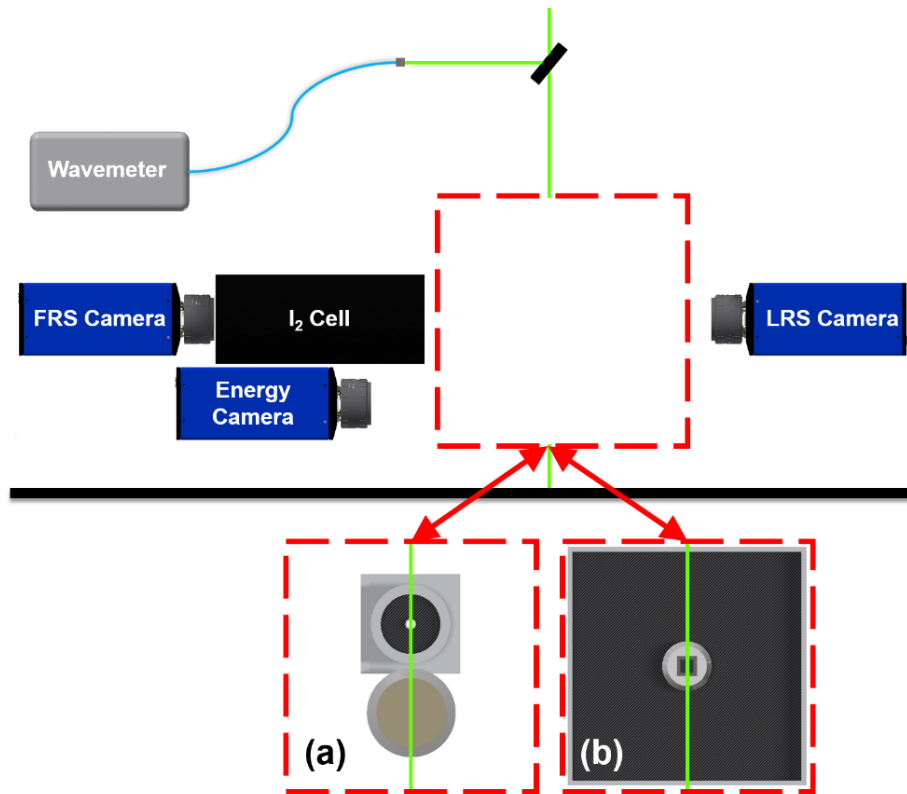 Wavemeter
FRS Camera
I₂ Cell
LRS Camera
Energy
Camera
(a)
(b)